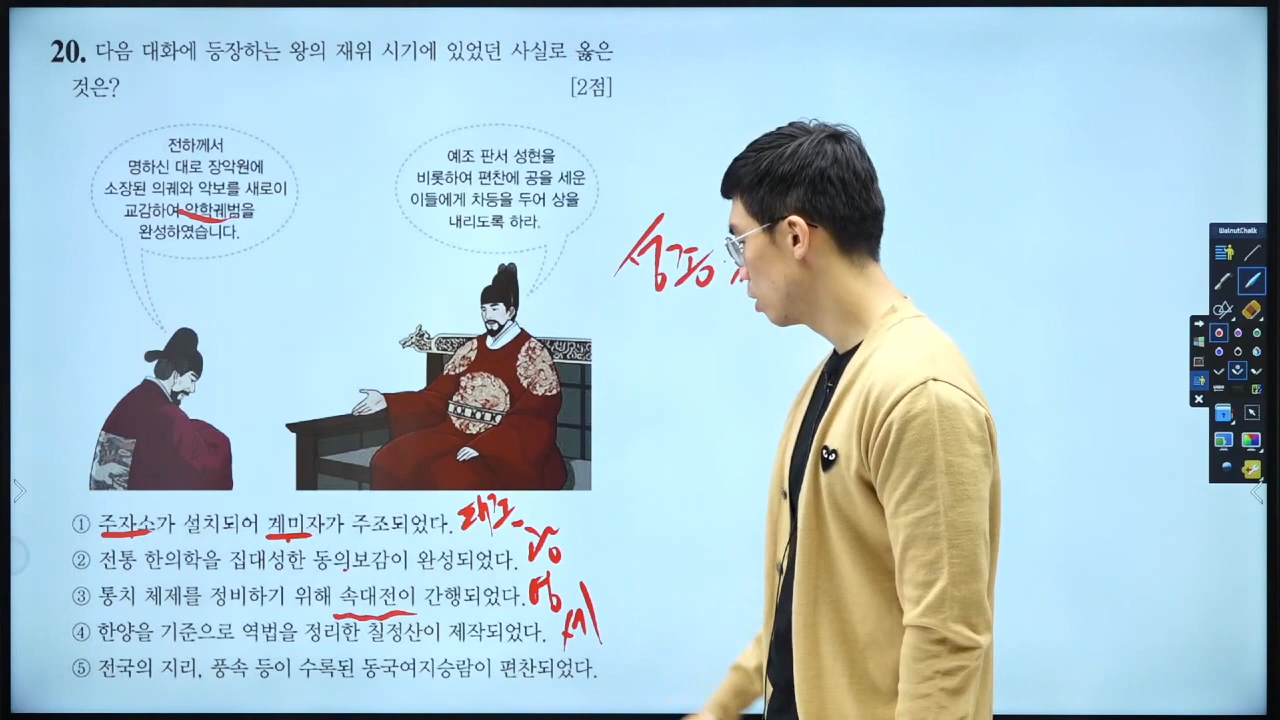 20. 다음 대화에 등장하는 왕의 재위 시기에 있었던 사실로 옳은
것은? [2점]
전하께서
명하신 대로 장악원에
소장된 의궤와 악보를 새로이
교감하여 악학궤범을
완성하였습니다.
예조 판서 성현을
비롯하여 편찬에 공을 세운
이들에게 차등을 두어 상을
내리도록 하라.
성종
① 주자소가 설치되어 계미자가 주조되었다. 태조
② 전통 한의학을 집대성한 동의보감이 완성되었다. 광
③ 통치 체제를 정비하기 위해 속대전이 간행되었다. 영
④ 한양을 기준으로 역법을 정리한 칠정산이 제작되었다. 세
⑤ 전국의 지리, 풍속 등이 수록된 동국여지승람이 편찬되었다.
WalnutChalk